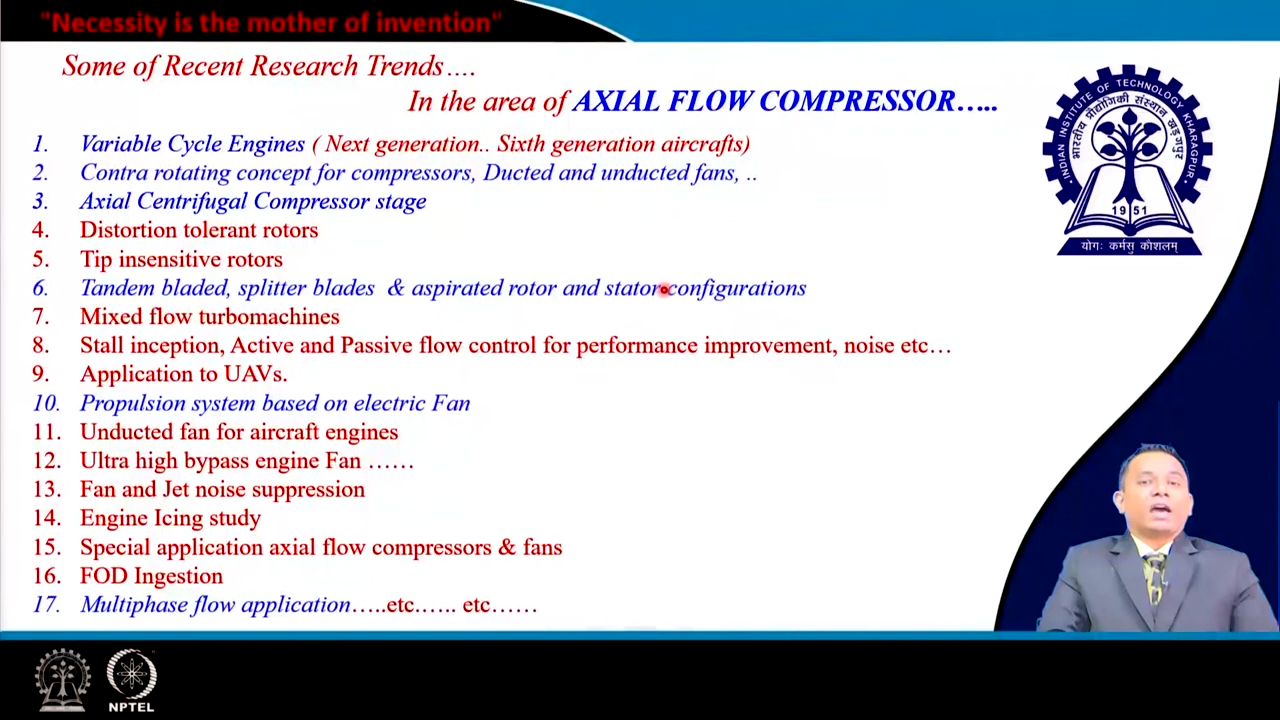 "Necessity is the mother of invention"
Some of Recent Research Trends….
In the area of AXIAL FLOW COMPRESSOR…..
1. Variable Cycle Engines ( Next generation.. Sixth generation aircrafts)
2. Contra rotating concept for compressors, Ducted and unducted fans, ..
3. Axial Centrifugal Compressor stage
4. Distortion tolerant rotors
5. Tip insensitive rotors
6. Tandem bladed, splitter blades & aspirated rotor and stator configurations
7. Mixed flow turbomachines
8. Stall inception, Active and Passive flow control for performance improvement, noise etc…
9. Application to UAVs.
10. Propulsion system based on electric Fan
11. Unducted fan for aircraft engines
12. Ultra high bypass engine Fan ……
13. Fan and Jet noise suppression
14. Engine Icing study
15. Special application axial flow compressors & fans
16. FOD Ingestion
17. Multiphase flow application…..etc.….. etc……
INDIAN INSTITUTE OF TECHNOLOGY KHARAGPUR
भारतीय प्रौद्योगिकी संस्थान खड़गपुर
1951
योगः कर्मसु कौशलम्
NPTEL